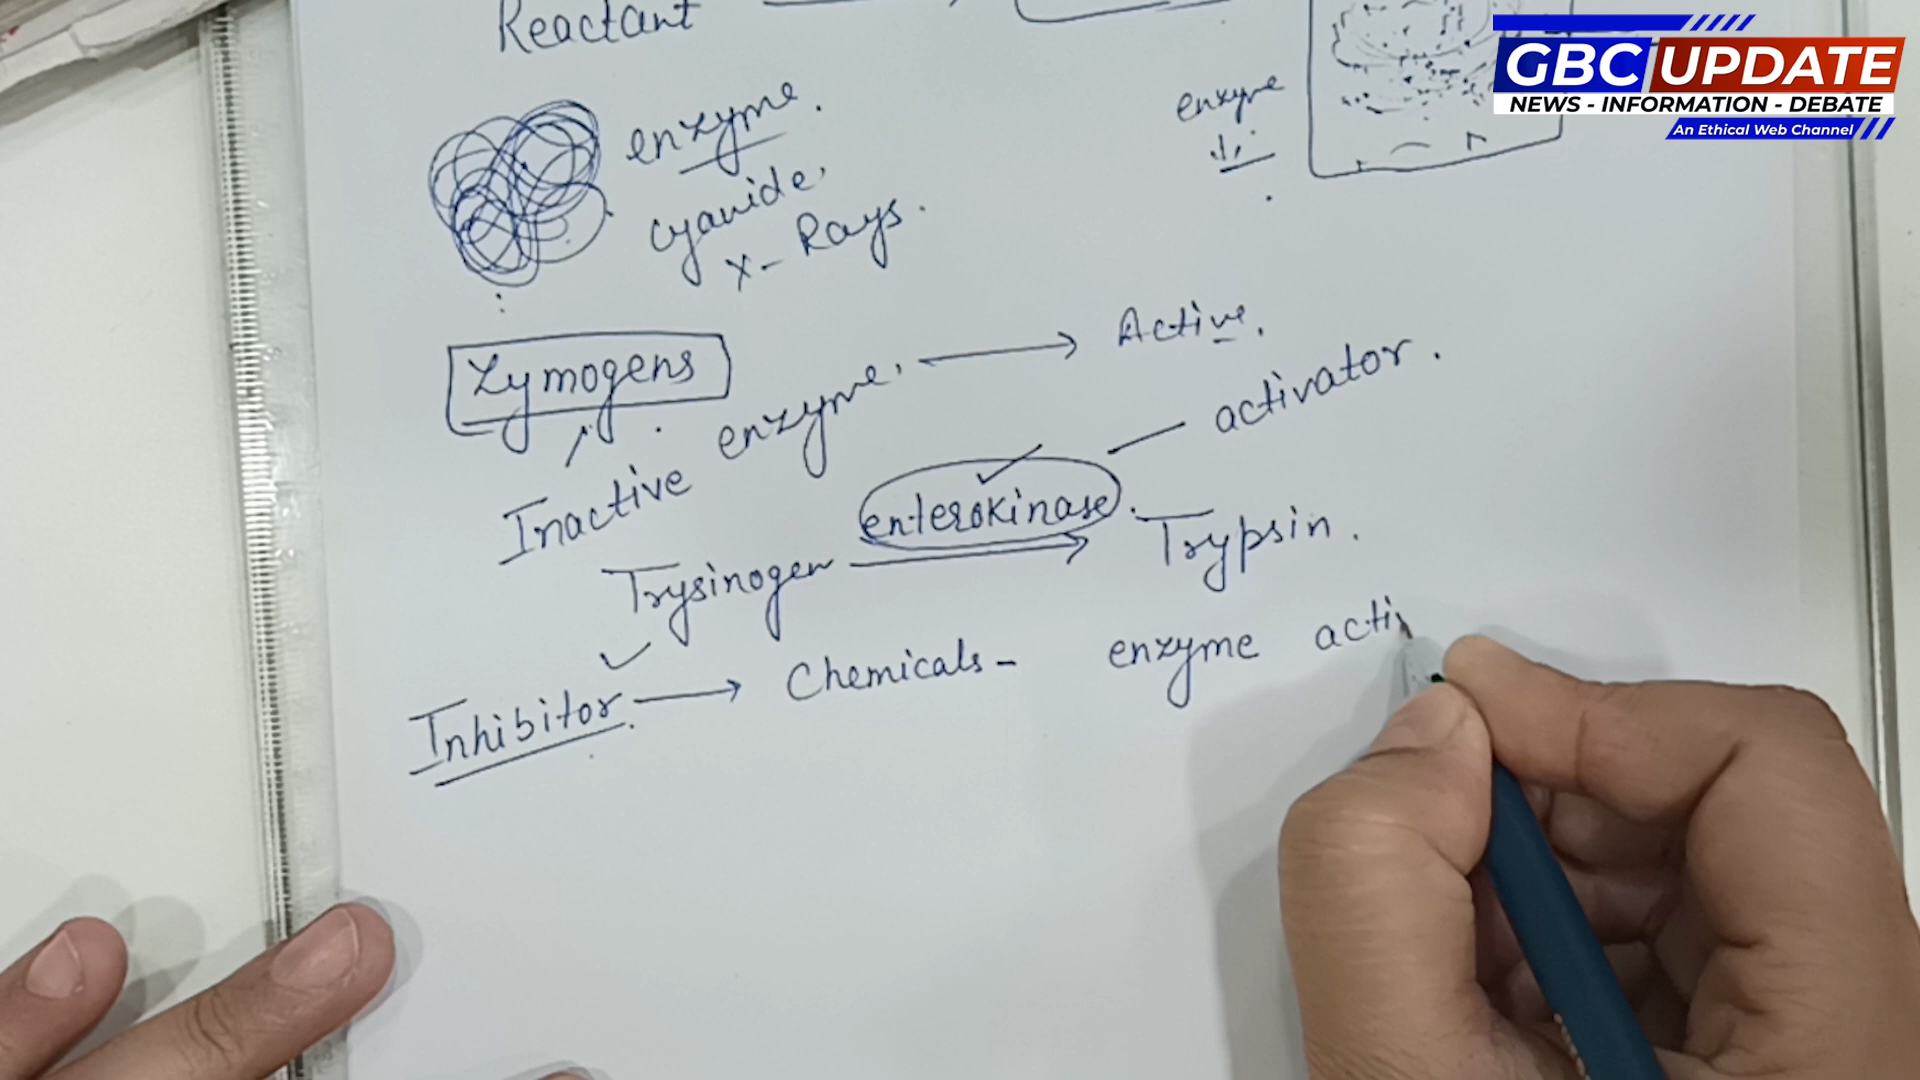 Reactant
GBC UPDATE
NEWS - INFORMATION - DEBATE
An Ethical Web Channel
enzyme.
enzyme
cyanide,
X- Rays.
Zymogens
Inactive enzyme. → Active.
enterokinase. — activator.
Trysinogen → Trypsin.
Inhibitor. → Chemicals - enzyme acti